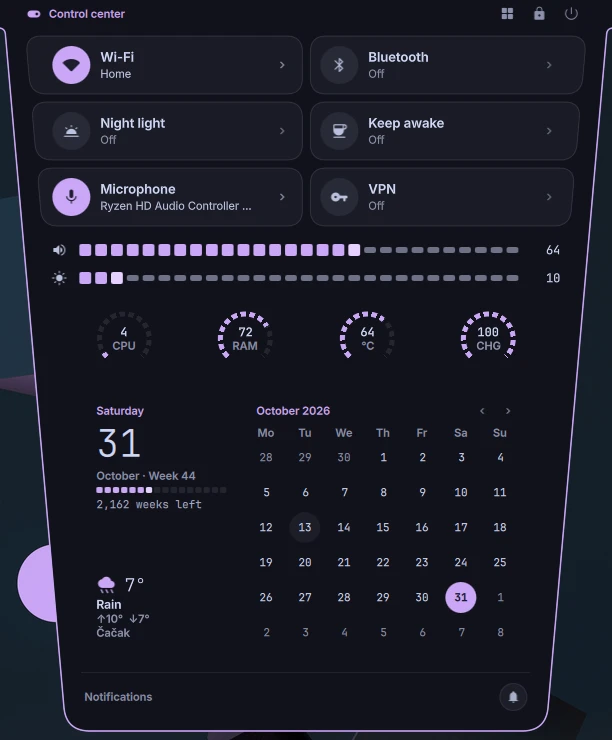 Control center
Wi-Fi
Home
Bluetooth
Off
Night light
Off
Keep awake
Off
Microphone
Ryzen HD Audio Controller ...
VPN
Off
64
10
4
CPU
72
RAM
64
°C
100
CHG
Saturday
31
October · Week 44
2,162 weeks left
7°
Rain
↑10° ↓7°
Čačak
October 2026
Mo Tu We Th Fr Sa Su
28 29 30 1 2 3 4
5 6 7 8 9 10 11
12 13 14 15 16 17 18
19 20 21 22 23 24 25
26 27 28 29 30 31 1
2 3 4 5 6 7 8
Notifications